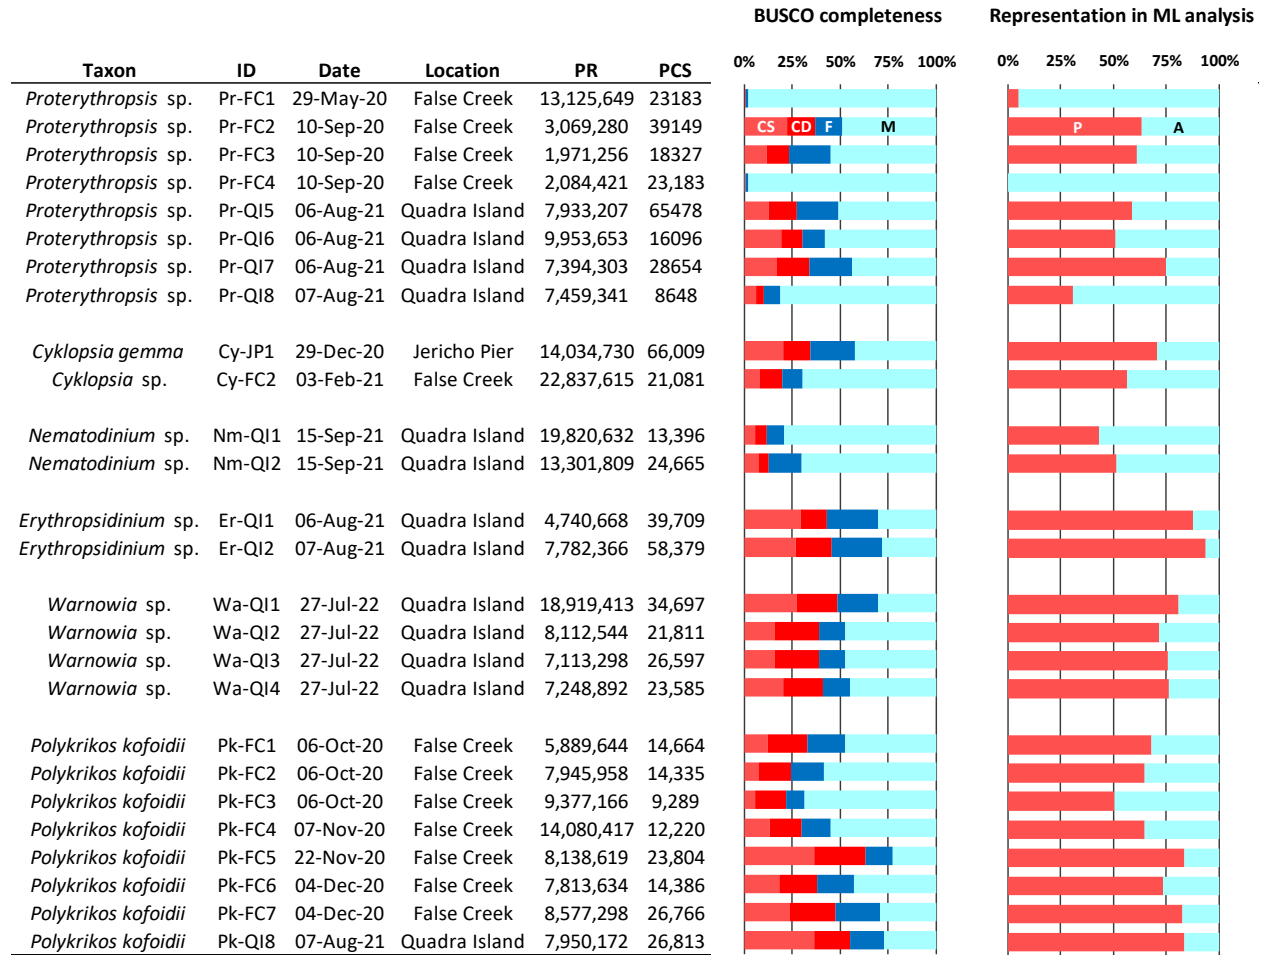 BUSCO completeness Representation in ML analysis
Taxon ID Date Location PR PCS 0% 25% 50% 75% 100% 0% 25% 50% 75% 100%
Proterythropsis sp. Pr-FC1 29-May-20 False Creek 13,125,649 23183
Proterythropsis sp. Pr-FC2 10-Sep-20 False Creek 3,069,280 39149 CS CD F M P A
Proterythropsis sp. Pr-FC3 10-Sep-20 False Creek 1,971,256 18327
Proterythropsis sp. Pr-FC4 10-Sep-20 False Creek 2,084,421 23,183
Proterythropsis sp. Pr-QI5 06-Aug-21 Quadra Island 7,933,207 65478
Proterythropsis sp. Pr-QI6 06-Aug-21 Quadra Island 9,953,653 16096
Proterythropsis sp. Pr-QI7 06-Aug-21 Quadra Island 7,394,303 28654
Proterythropsis sp. Pr-QI8 07-Aug-21 Quadra Island 7,459,341 8648
Cyklopsia gemma Cy-JP1 29-Dec-20 Jericho Pier 14,034,730 66,009
Cyklopsia sp. Cy-FC2 03-Feb-21 False Creek 22,837,615 21,081
Nematodinium sp. Nm-QI1 15-Sep-21 Quadra Island 19,820,632 13,396
Nematodinium sp. Nm-QI2 15-Sep-21 Quadra Island 13,301,809 24,665
Erythropsidinium sp. Er-QI1 06-Aug-21 Quadra Island 4,740,668 39,709
Erythropsidinium sp. Er-QI2 07-Aug-21 Quadra Island 7,782,366 58,379
Warnowia sp. Wa-QI1 27-Jul-22 Quadra Island 18,919,413 34,697
Warnowia sp. Wa-QI2 27-Jul-22 Quadra Island 8,112,544 21,811
Warnowia sp. Wa-QI3 27-Jul-22 Quadra Island 7,113,298 26,597
Warnowia sp. Wa-QI4 27-Jul-22 Quadra Island 7,248,892 23,585
Polykrikos kofoidii Pk-FC1 06-Oct-20 False Creek 5,889,644 14,664
Polykrikos kofoidii Pk-FC2 06-Oct-20 False Creek 7,945,958 14,335
Polykrikos kofoidii Pk-FC3 06-Oct-20 False Creek 9,377,166 9,289
Polykrikos kofoidii Pk-FC4 07-Nov-20 False Creek 14,080,417 12,220
Polykrikos kofoidii Pk-FC5 22-Nov-20 False Creek 8,138,619 23,804
Polykrikos kofoidii Pk-FC6 04-Dec-20 False Creek 7,813,634 14,386
Polykrikos kofoidii Pk-FC7 04-Dec-20 False Creek 8,577,298 26,766
Polykrikos kofoidii Pk-QI8 07-Aug-21 Quadra Island 7,950,172 26,813